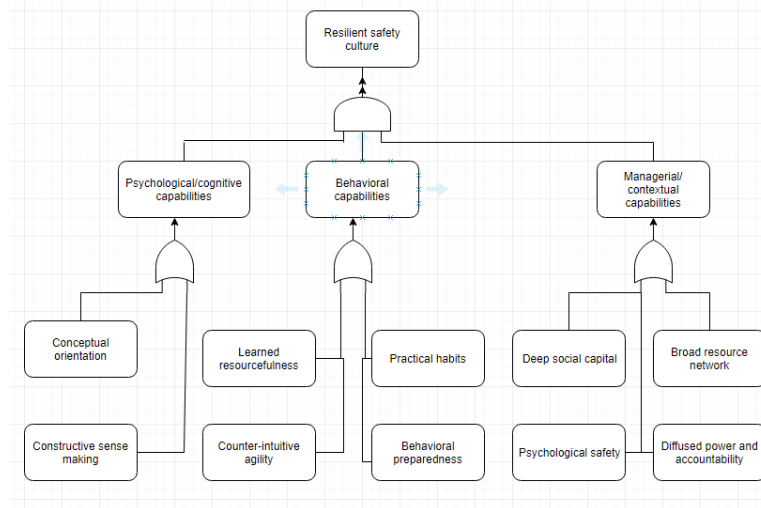 Resilient safety
culture
Psychological/cognitive
capabilities
Behavioral
capabilities
Managerial/
contextual
capabilities
Conceptual
orientation
Learned
resourcefulness
Practical habits
Deep social capital
Broad resource
network
Constructive sense
making
Counter-intuitive
agility
Behavioral
preparedness
Psychological safety
Diffused power and
accountability